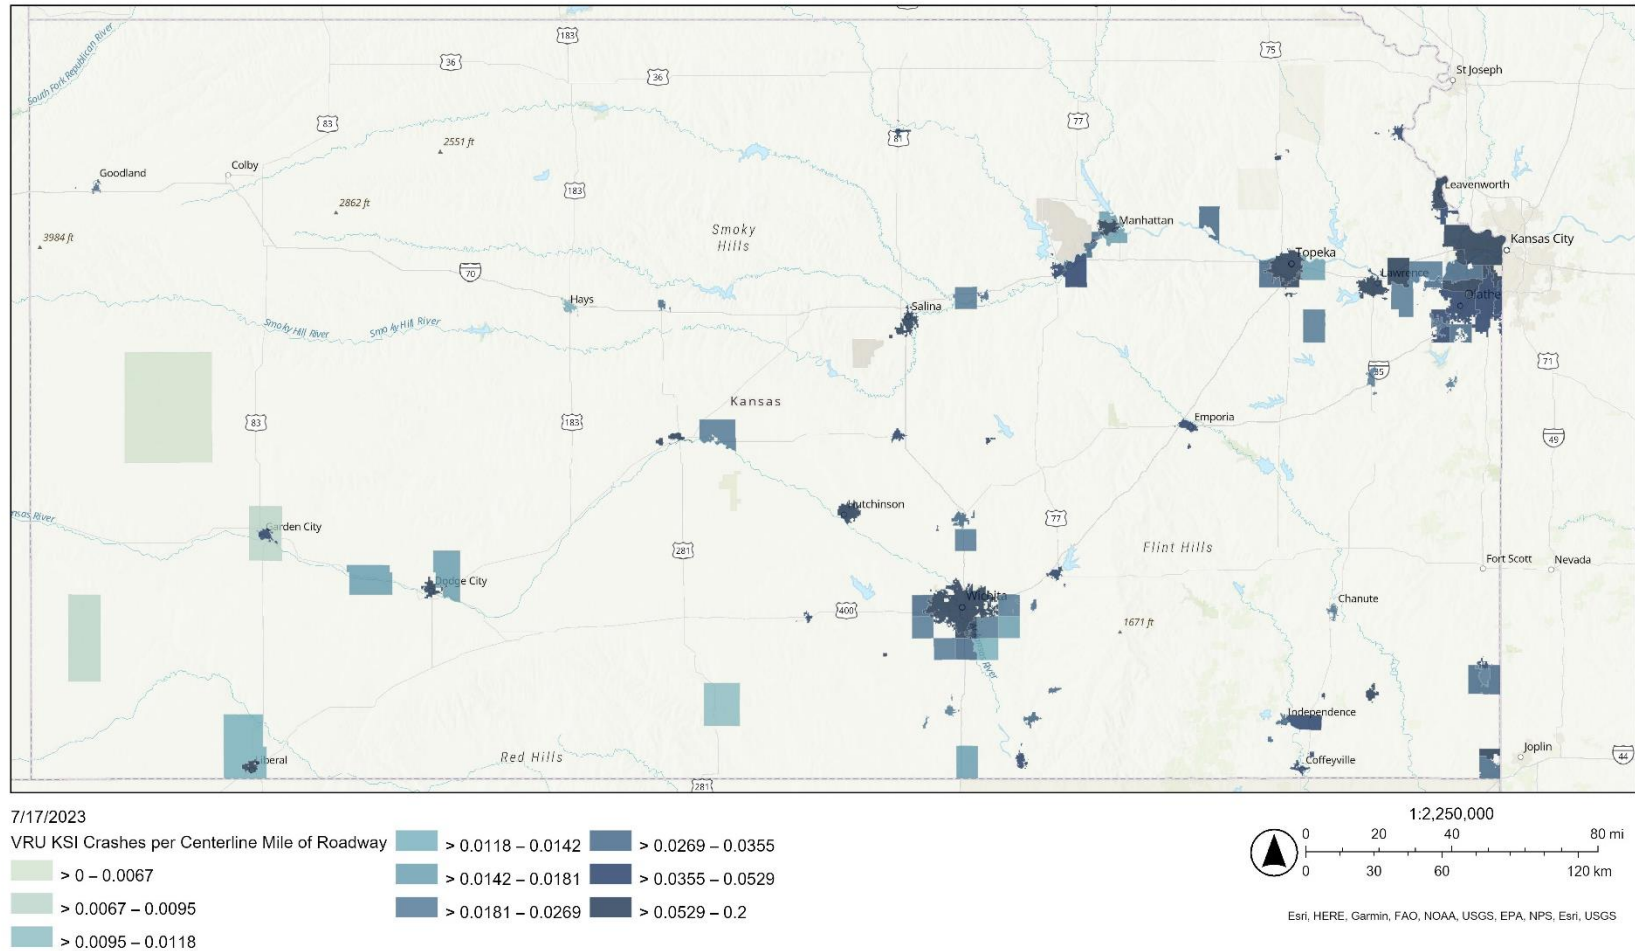 183
36
75
St Joseph
36
South Fork Republican River
83
77
81
2551 ft
Colby
Goodland
Leavenworth
183
2862 ft
Manhattan
Smoky
Hills
Kansas City
3984 ft
Topeka
70
Lawrence
Hays
Salina
Smoky Hill River
Smoky Hill River
71
35
Kansas
83
183
Emporia
49
Hutchinson
Garden City
77
281
Flint Hills
Fort Scott
Nevada
Dodge City
Wichita
400
Chanute
1671 ft
Independence
Red Hills
Liberal
Coffeyville
Joplin
44
281
7/17/2023
VRU KSI Crashes per Centerline Mile of Roadway
> 0 – 0.0067
> 0.0067 – 0.0095
> 0.0095 – 0.0118
> 0.0118 – 0.0142
> 0.0142 – 0.0181
> 0.0181 – 0.0269
> 0.0269 – 0.0355
> 0.0355 – 0.0529
> 0.0529 – 0.2
1:2,250,000
0 20 40 80 mi
0 30 60 120 km
Esri, HERE, Garmin, FAO, NOAA, USGS, EPA, NPS, Esri, USGS